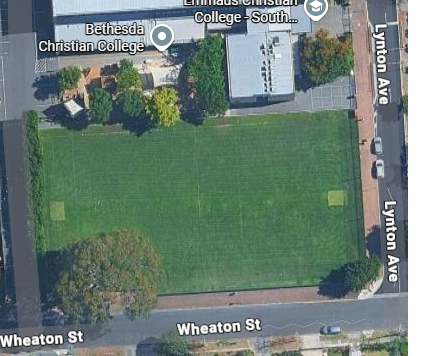 Emmaus Christian
College - South...
Bethesda
Christian College
Lynton Ave
Lynton Ave
Wheaton St
Wheaton St